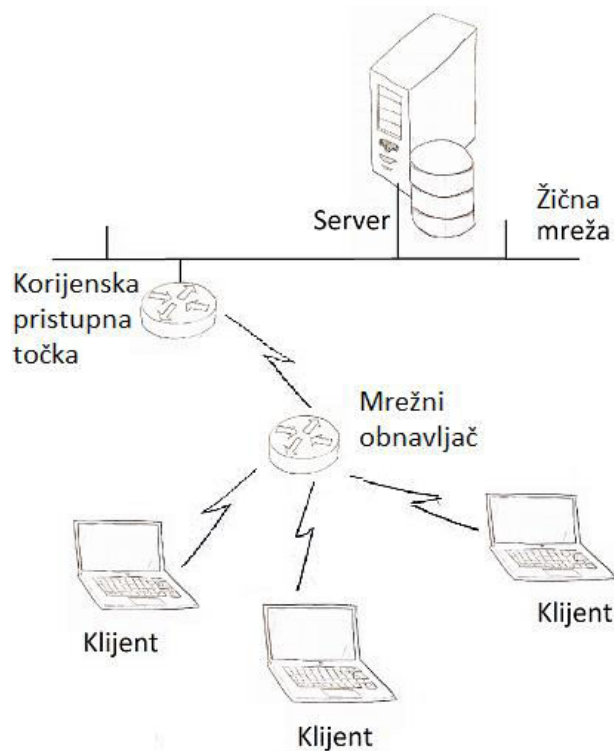 Server
Žična
mreža
Korijenska
pristupna
točka
Mrežni
obnavljač
Klijent
Klijent
Klijent